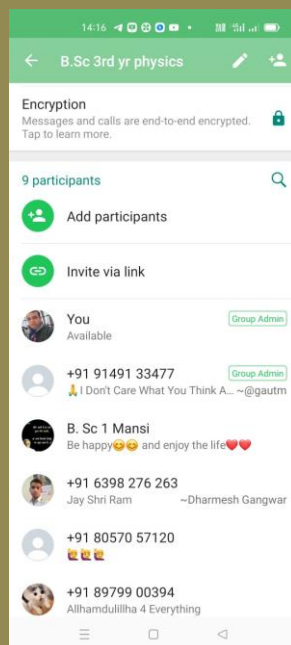 14:16
B.Sc 3rd yr physics
Encryption
Messages and calls are end-to-end encrypted.
Tap to learn more.
9 participants
Add participants
Invite via link
You Group Admin
Available
+91 91491 33477 Group Admin
🙏I Don't Care What You Think A... ~@gautm
B. Sc 1 Mansi
Be happy😊😊 and enjoy the life❤️❤️
+91 6398 276 263
Jay Shri Ram ~Dharmesh Gangwar
+91 80570 57120
+91 89799 00394
Allhamdulillha 4 Everything